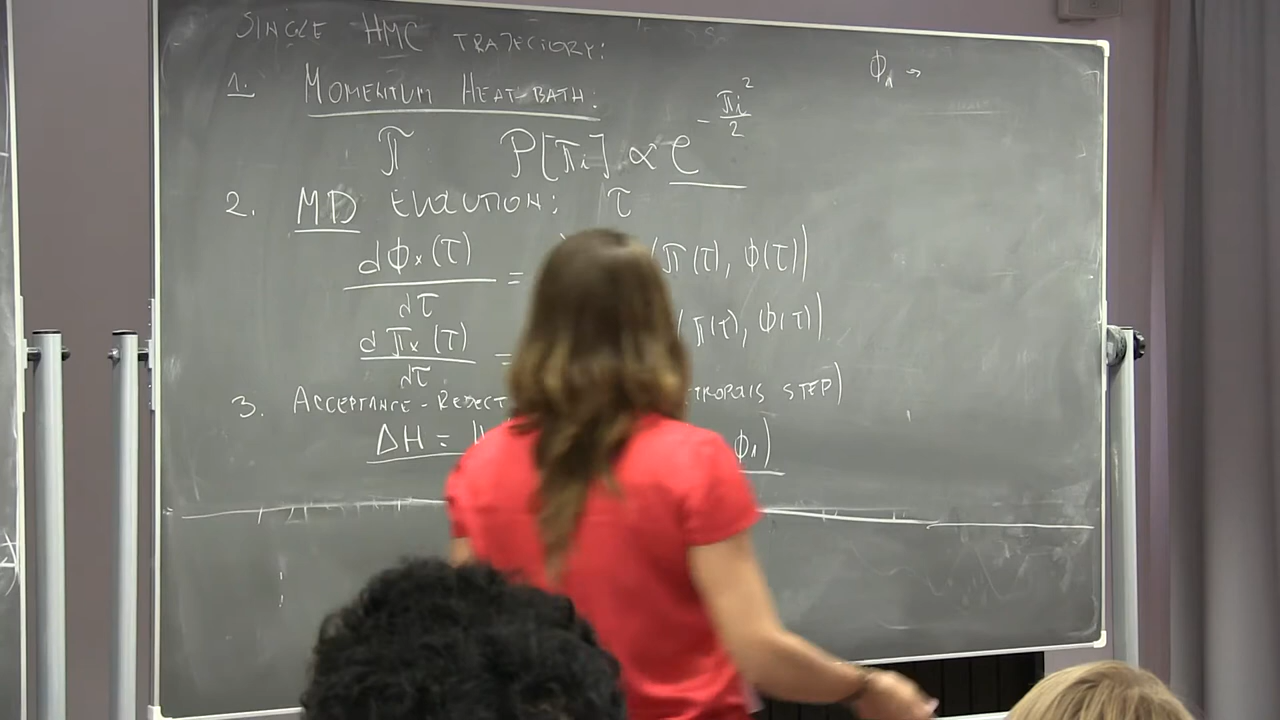 SINGLE HMC TRAJECTORY:
ϕ₁ →
1. MOMENTUM HEAT-BATH:
π P[πᵢ] ∝ e^{-πᵢ²/2}
2. MD EVOLUTION: τ
dϕₓ(τ)/dτ = (π(τ), ϕ(τ))
dπₓ(τ)/dτ = (π(τ), ϕ(τ))
3. ACCEPTANCE-REJECT STEP)
ΔH = ϕ₁)